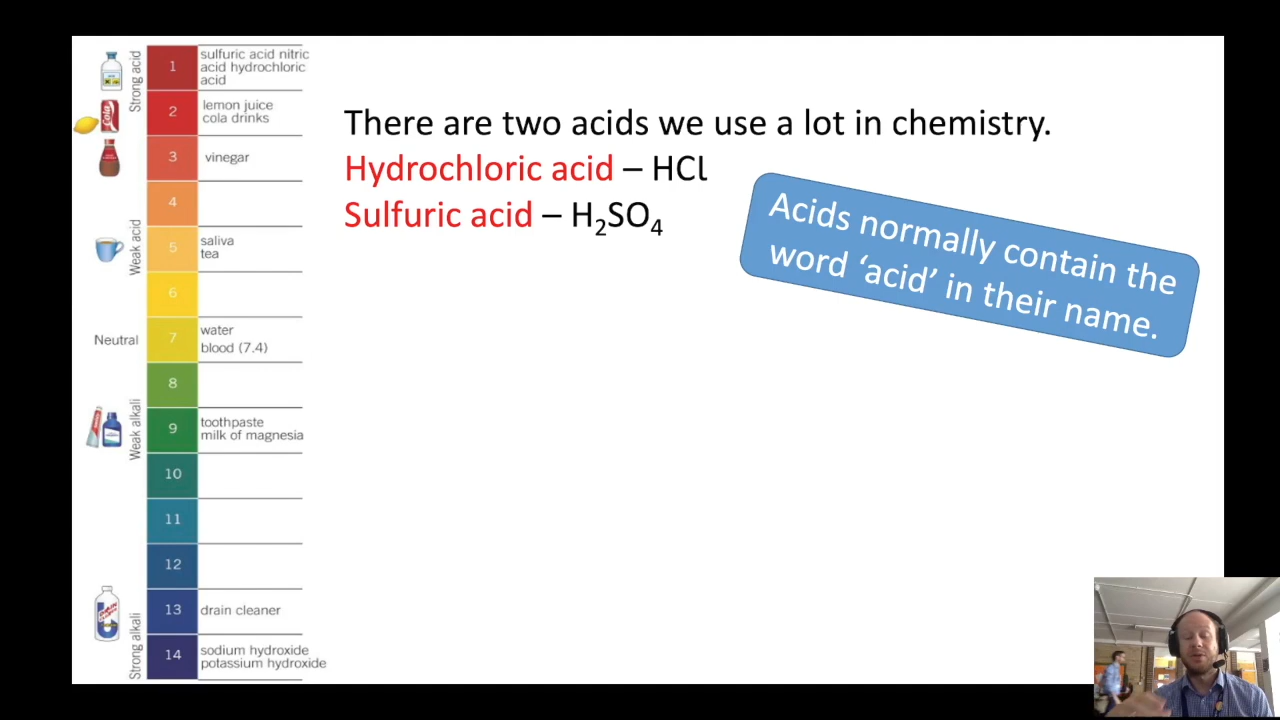 There are two acids we use a lot in chemistry.
Hydrochloric acid – HCl
Sulfuric acid – H₂SO₄
Acids normally contain the
word ‘acid’ in their name.
Strong acid
1
sulfuric acid nitric
acid hydrochloric
acid
2
lemon juice
cola drinks
Cola
3
vinegar
4
Weak acid
5
saliva
tea
6
Neutral
7
water
blood (7.4)
8
Weak alkali
9
toothpaste
milk of magnesia
10
11
12
13
drain cleaner
Strong alkali
14
sodium hydroxide
potassium hydroxide